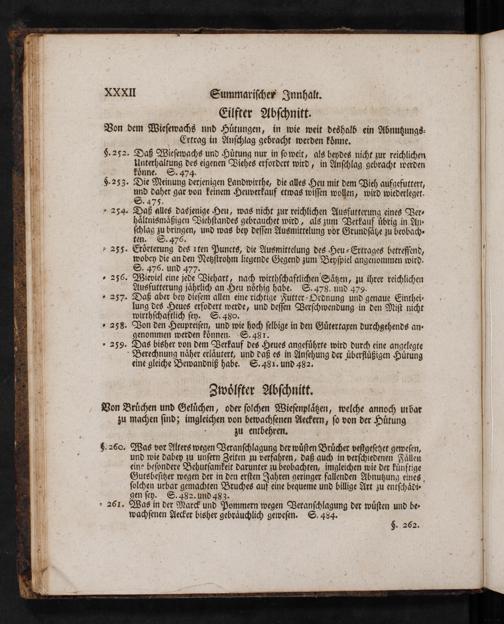 XXXII Summarischer Innhalt.
Eilfter Abschnitt.
Von dem Wiesewachs und Hütungen, in wie weit deshalb ein Abnutzungs-
Ertrag in Anschlag gebracht werden könne.
§. 252. Daß Wiesewachs und Hütung nur in so weit, als beydes nicht zur reichlichen
Unterhaltung des eigenen Viehes erfordert wird, in Anschlag gebracht werden
könne. S. 474.
§. 253. Die Meinung derjenigen Landwirthe, die alles Heu mit dem Vieh aufgefuttert,
und daher gar von keinem Heuverkauf etwas wissen wollen, wird wiederleget.
S. 475.
- 254. Daß alles dasjenige Heu, was nicht zur reichlichen Ausfutterung eines Ver-
hältnismäßigen Viehstandes gebrauchet wird, als zum Verkauf übrig in An-
schlag zu bringen, und was bey dessen Ausmittelung vor Grundsätze zu beobach-
ten. S. 476.
- 255. Erörterung des 1ten Puncts, die Ausmittelung des Heu-Ertrages betreffend,
wobey die an den Netzstrohm liegende Gegend zum Beyspiel angenommen wird.
S. 476. und 477.
- 256. Wieviel eine jede Viehart, nach wirthschaftlichen Sätzen, zu ihrer reichlichen
Ausfutterung jährlich an Heu nöthig habe. S. 478. und 479.
- 257. Daß aber bey diesem allen eine richtige Futter-Ordnung und genaue Einthei-
lung des Heues erfodert werde, und dessen Verschwendung in den Mist nicht
wirthschaftlich sey. S. 480.
- 258. Von den Heupreisen, und wie hoch selbige in den Gütertaxen durchgehends an-
genommen werden können. S. 481.
- 259. Das bisher von dem Verkauf des Heues angeführte wird durch eine angelegte
Berechnung näher erläutert, und daß es in Ansehung der überflüßigen Hütung
eine gleiche Bewandniß habe. S. 481. und 482.
Zwölfter Abschnitt.
Von Brüchen und Gelüchen, oder solchen Wiesenplätzen, welche annoch urbar
zu machen sind; imgleichen von bewachsenen Aeckern, so von der Hütung
zu entbehren.
§. 260. Was vor Alters wegen Veranschlagung der wüsten Brücher vestgesetzet gewesen,
und wie dabey zu unsern Zeiten zu verfahren, daß auch in verschiedenen Fällen
eine besondere Behutsamkeit darunter zu beobachten, imgleichen wie der künftige
Gutsbesitzer wegen der in den ersten Jahren geringer fallenden Abnutzung eines
solchen urbar gemachten Bruches auf eine bequeme und billige Art zu entschädi-
gen sey. S. 482. und 483.
- 261. Was in der Marck und Pommern wegen Veranschlagung der wüsten und be-
wachsenen Aecker bisher gebräuchlich gewesen. S. 484.
§. 262.